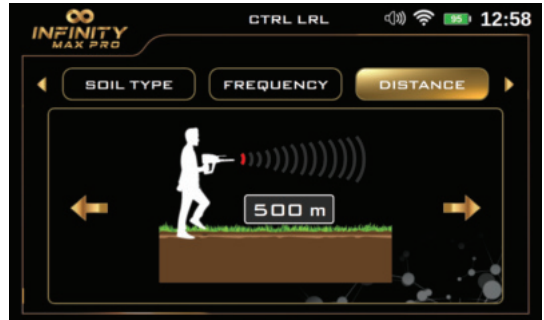 CTRL LRL
95
12:58
INFINITY
MAX PRO
SOIL TYPE
FREQUENCY
DISTANCE
500 m